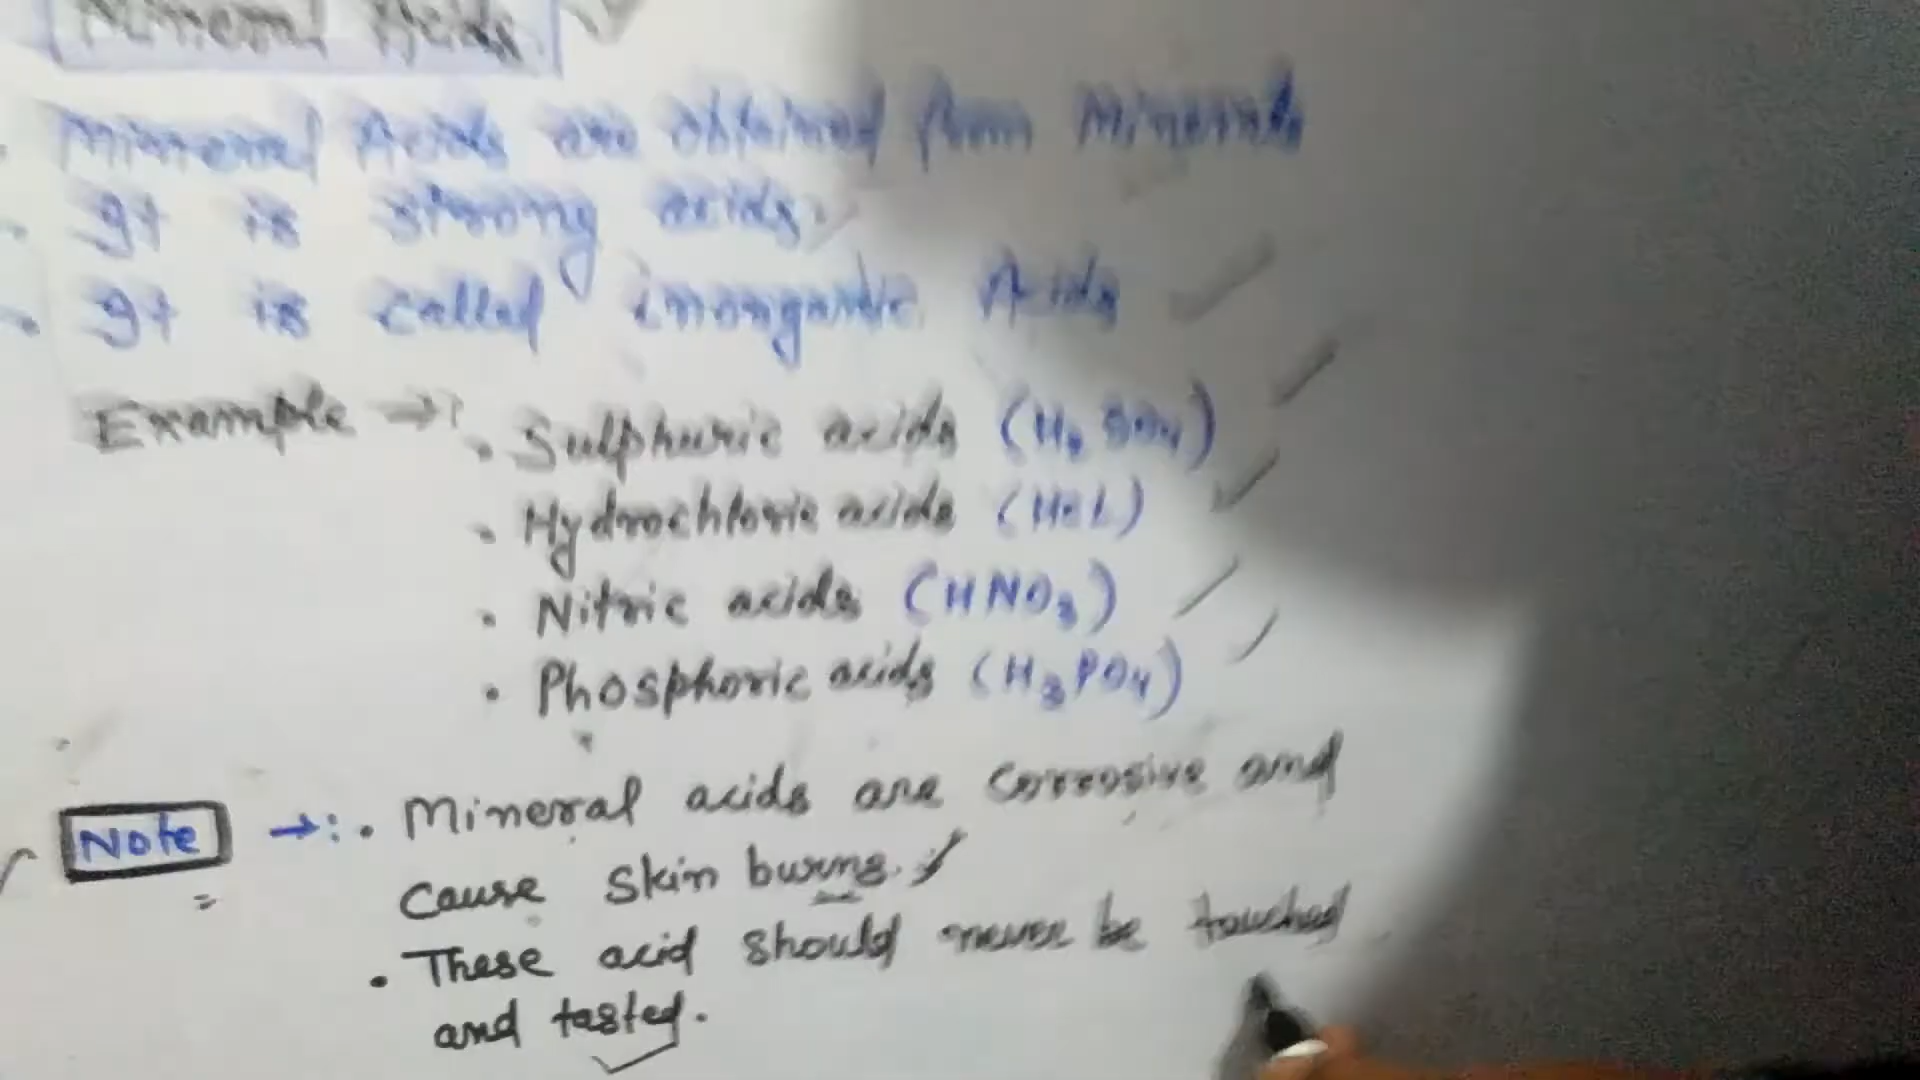 Mineral Acids
• Mineral Acids are obtained from Minerals
• It is strong acids.
• It is called inorganic Acids
Example →:
• Sulphuric acids (H2SO4)
• Hydrochloric acids (HCL)
• Nitric acids (HNO3)
• Phosphoric acids (H3PO4)
Note →: • Mineral acids are corrosive and
cause skin burns.
• These acid should never be touched
and tasted.